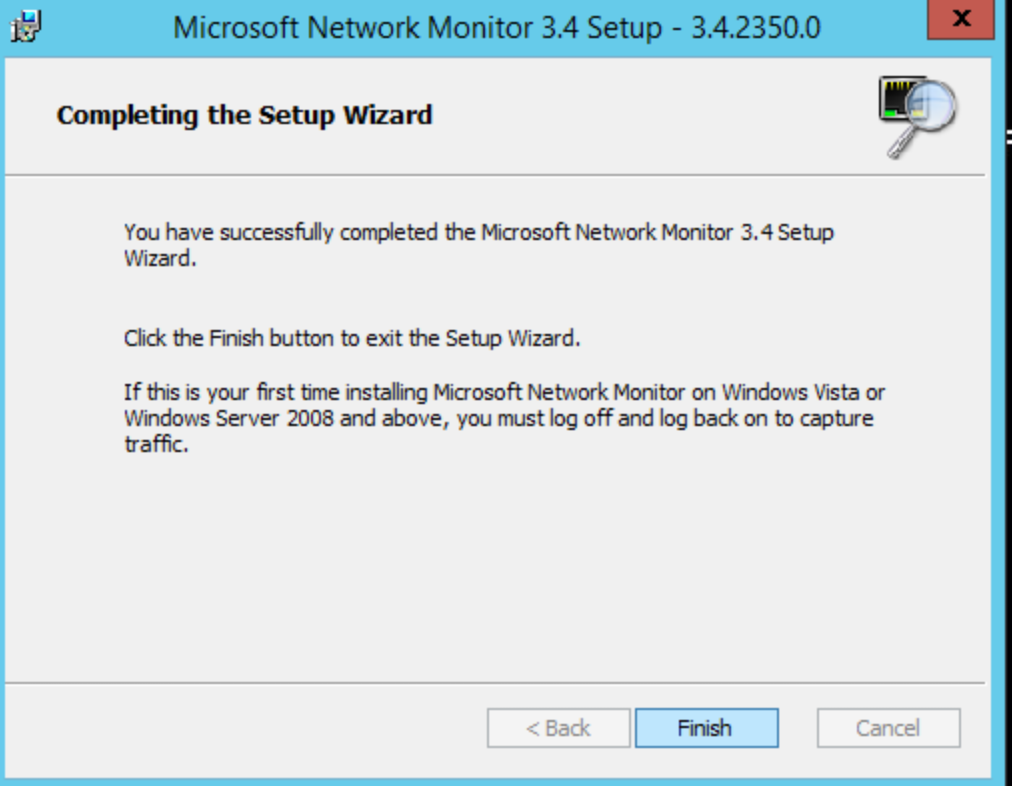 Microsoft Network Monitor 3.4 Setup - 3.4.2350.0
x
Completing the Setup Wizard
You have successfully completed the Microsoft Network Monitor 3.4 Setup
Wizard.
Click the Finish button to exit the Setup Wizard.
If this is your first time installing Microsoft Network Monitor on Windows Vista or
Windows Server 2008 and above, you must log off and log back on to capture
traffic.
< Back
Finish
Cancel